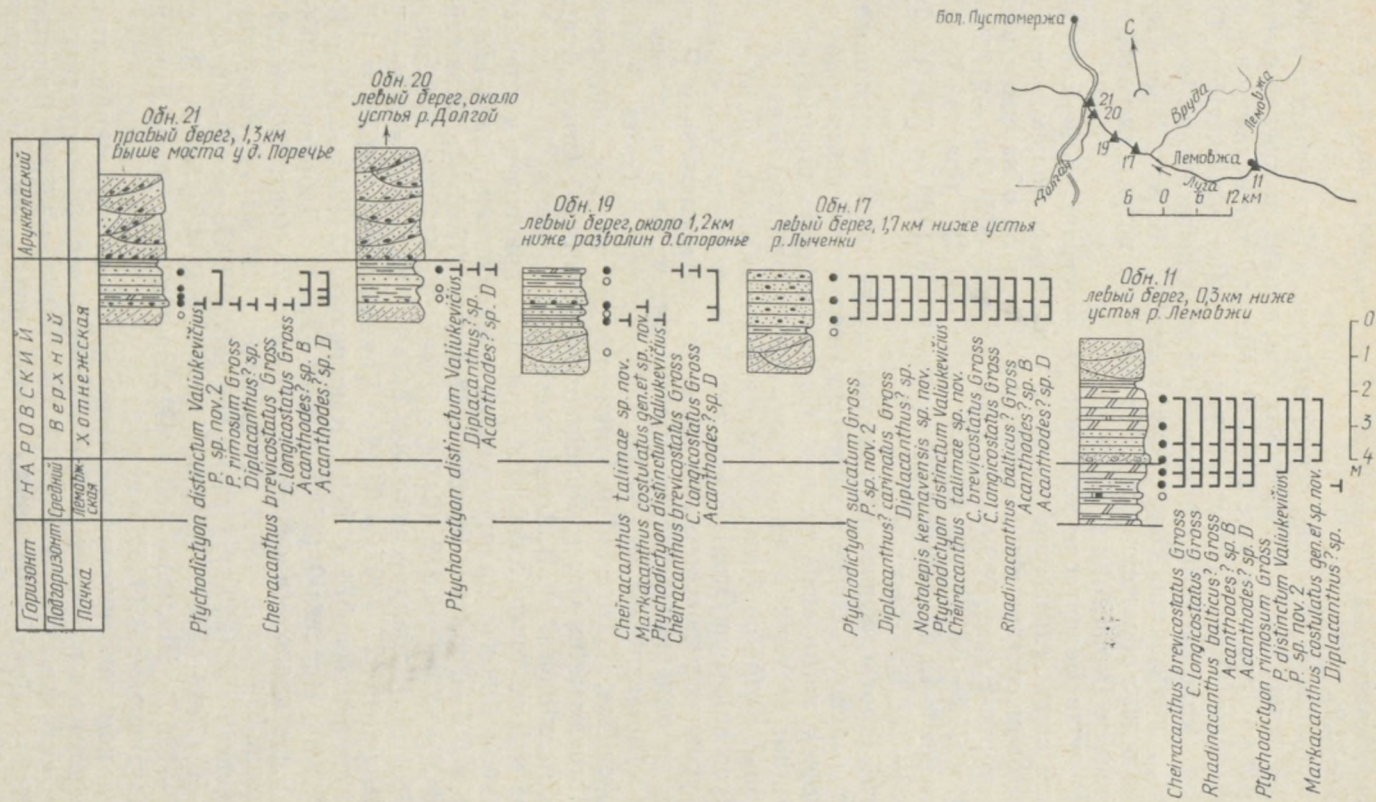 Бол. Пустомержа
С
21
20
19
17
11
Вруда
Лемовжа
Лемовжа
Луга
Долгая
6 0 6 12 км
Обн. 21
правый берег, 1,3 км
выше моста у д. Поречье
Обн. 20
левый берег, около
устья р. Долгой
Обн. 19
левый берег, около 1,2 км
ниже развалин д. Сторонье
Обн. 17
левый берег, 1,7 км ниже устья
р. Лыченки
Обн. 11
левый берег, 0,3 км ниже
устья р. Лемовжи
0
1
2
3
4
м
Горизонт
НАРОВСКИЙ
Арукюлаский
Подгоризонт
Средний
Верхний
Пачка
Лемовж-
ская
Хотнежская
Ptychodictyon distinctum Valiukevičius
P. sp. nov. 2
P. rimosum Gross
Diplacanthus? sp.
Cheiracanthus brevicostatus Gross
C. longicostatus Gross
Acanthodes? sp. B
Acanthodes? sp. D
Ptychodictyon distinctum Valiukevičius
Diplacanthus? sp.
Acanthodes? sp. D
Cheiracanthus talimae sp. nov.
Markacanthus costulatus gen. et sp. nov.
Ptychodictyon distinctum Valiukevičius
Cheiracanthus brevicostatus Gross
C. longicostatus Gross
Acanthodes? sp. D
Ptychodictyon sulcatum Gross
P. sp. nov. 2
Diplacanthus? carinatus Gross
Diplacanthus? sp.
Nostolepis kernavensis sp. nov.
Ptychodictyon distinctum Valiukevičius
Cheiracanthus talimae sp. nov.
C. brevicostatus Gross
C. longicostatus Gross
Rhadinacanthus balticus? Gross
Acanthodes? sp. B
Acanthodes? sp. D
Cheiracanthus brevicostatus Gross
C. longicostatus Gross
Rhadinacanthus balticus? Gross
Acanthodes? sp. B
Acanthodes? sp. D
Ptychodictyon rimosum Gross
P. distinctum Valiukevičius
P. sp. nov. 2
Markacanthus costulatus gen. et sp. nov.
Diplacanthus? sp.